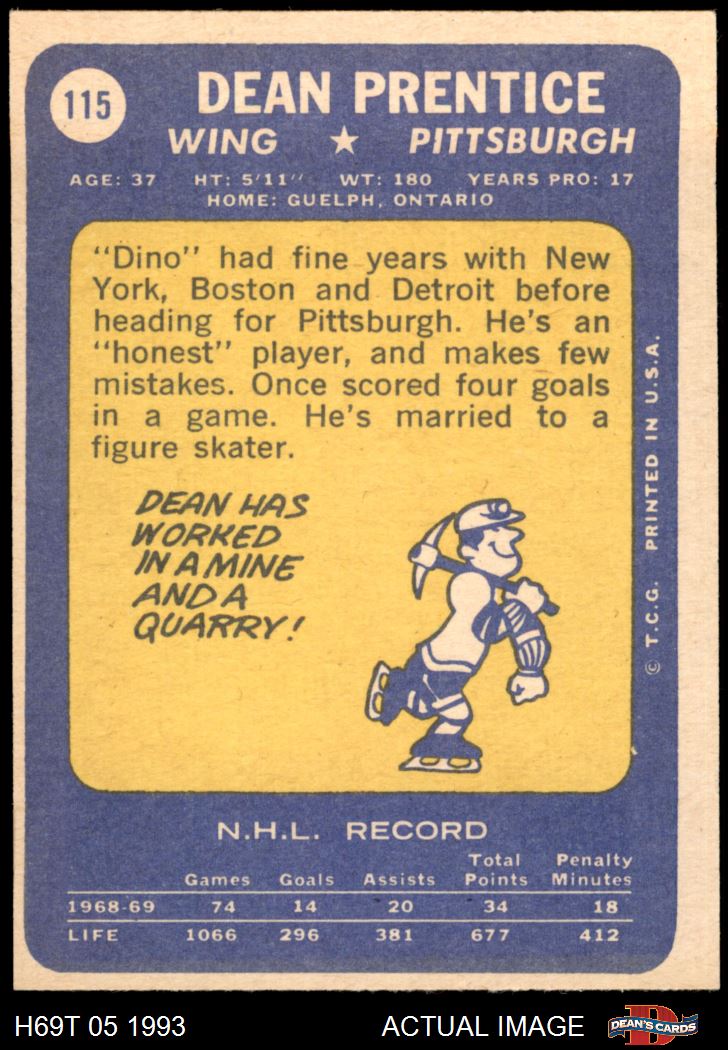 115
DEAN PRENTICE
WING ★ PITTSBURGH
AGE: 37 HT: 5'11" WT: 180 YEARS PRO: 17
HOME: GUELPH, ONTARIO
"Dino" had fine years with New
York, Boston and Detroit before
heading for Pittsburgh. He's an
"honest" player, and makes few
mistakes. Once scored four goals
in a game. He's married to a
figure skater.
DEAN HAS
WORKED
IN A MINE
AND A
QUARRY!
© T.C.G. PRINTED IN U.S.A.
N.H.L. RECORD
Games Goals Assists Total Points Penalty Minutes
1968-69 74 14 20 34 18
LIFE 1066 296 381 677 412
H69T 05 1993 ACTUAL IMAGE
D
DEAN'S CARDS